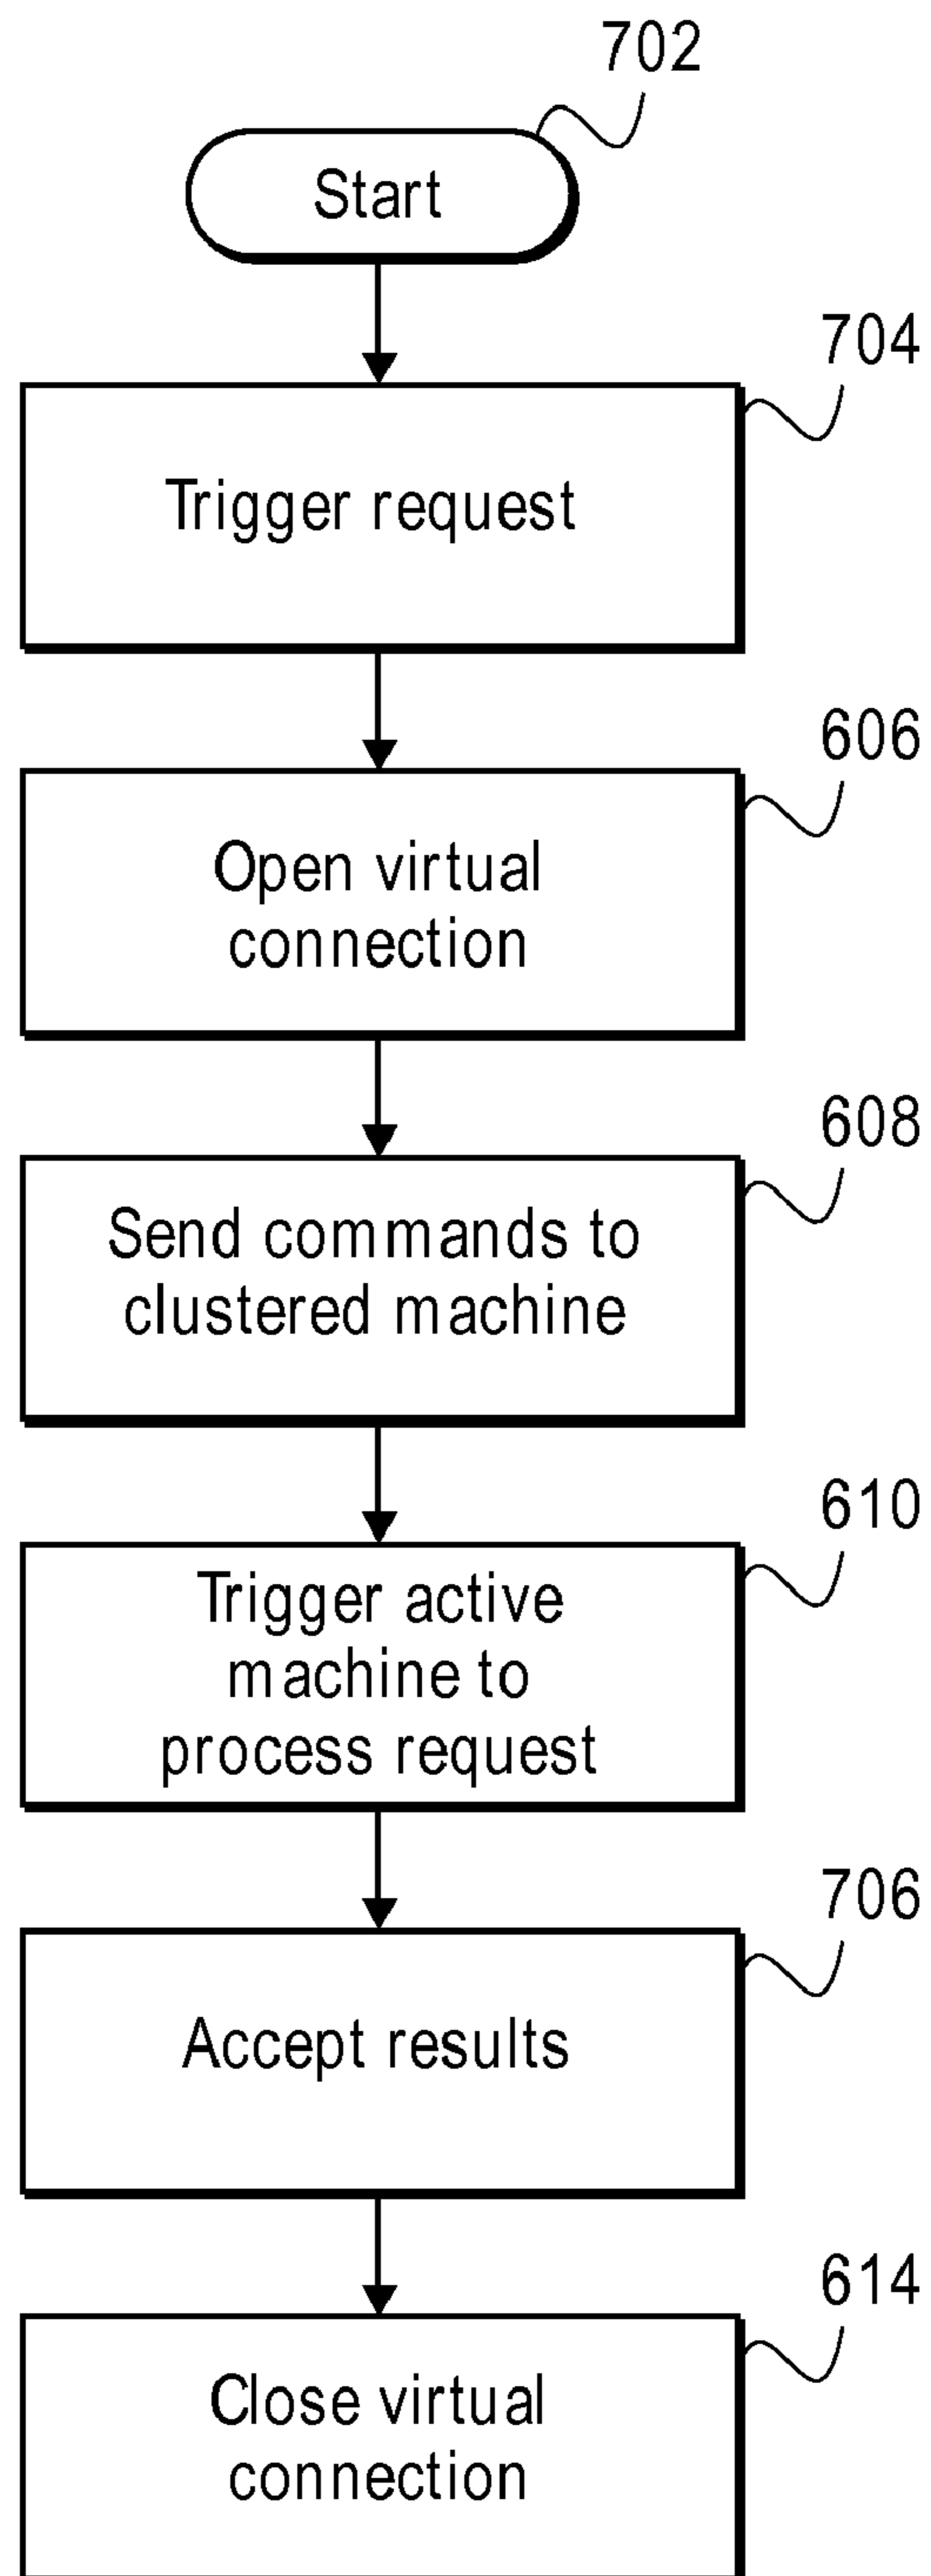 702
Start
704
Trigger request
606
Open virtual
connection
608
Send commands to
clustered machine
610
Trigger active
machine to
process request
706
Accept results
614
Close virtual
connection